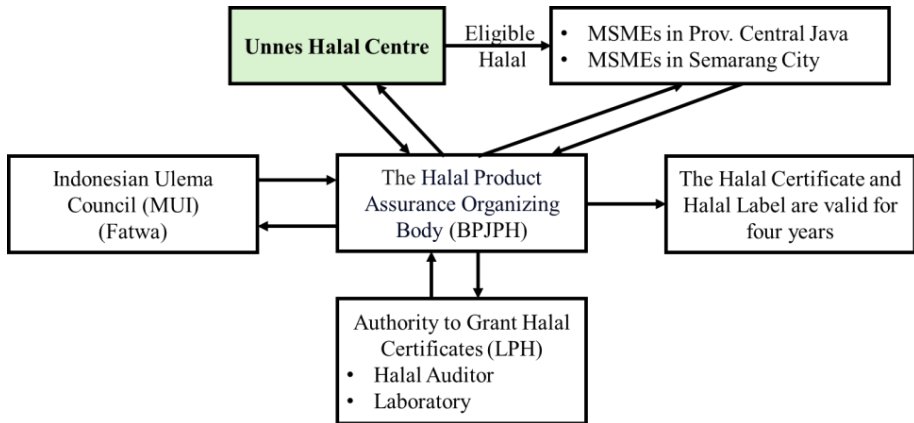 Unnes Halal Centre
Eligible
Halal
• MSMEs in Prov. Central Java
• MSMEs in Semarang City
Indonesian Ulema
Council (MUI)
(Fatwa)
The Halal Product
Assurance Organizing
Body (BPJPH)
The Halal Certificate and
Halal Label are valid for
four years
Authority to Grant Halal
Certificates (LPH)
• Halal Auditor
• Laboratory